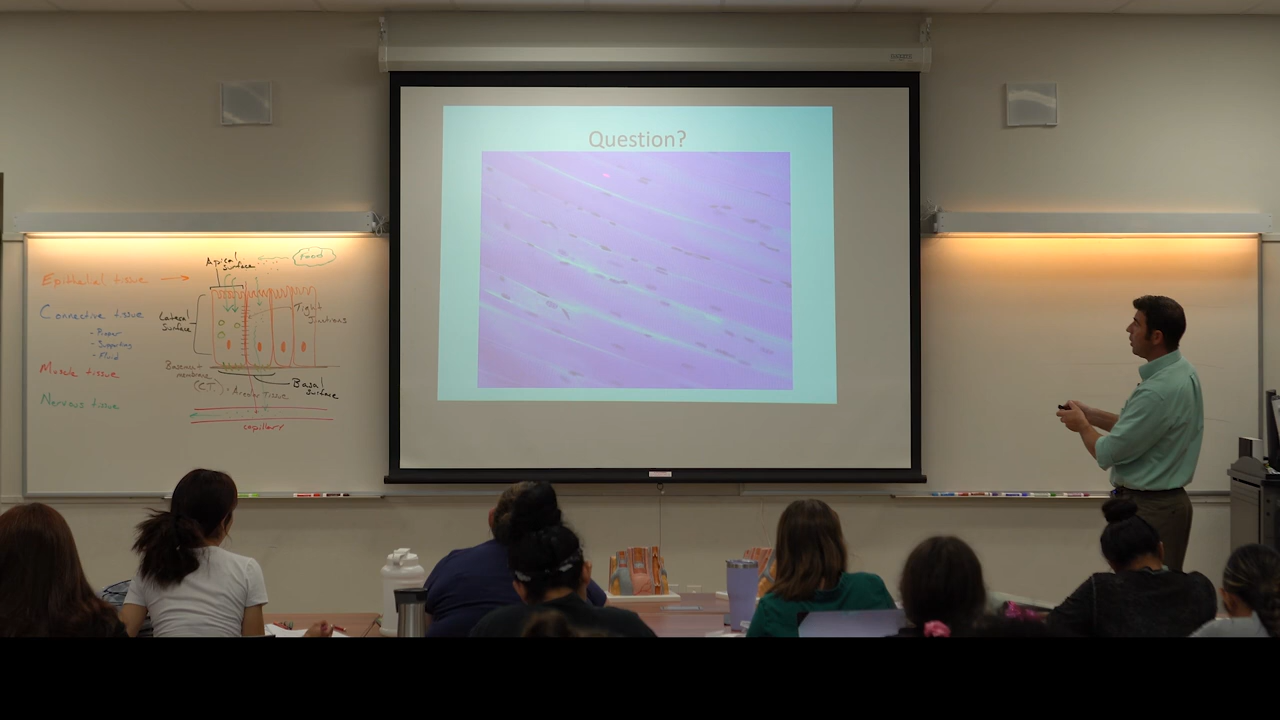 Question?
Epithelial tissue
Connective tissue
- Proper
- Supporting
- Fluid
Muscle tissue
Nervous tissue
Apical
Surface
Food
Lateral
Surface
Tight
Junctions
Basement
membrane
(C.T.) - Areolar Tissue
Basal
Surface
capillary